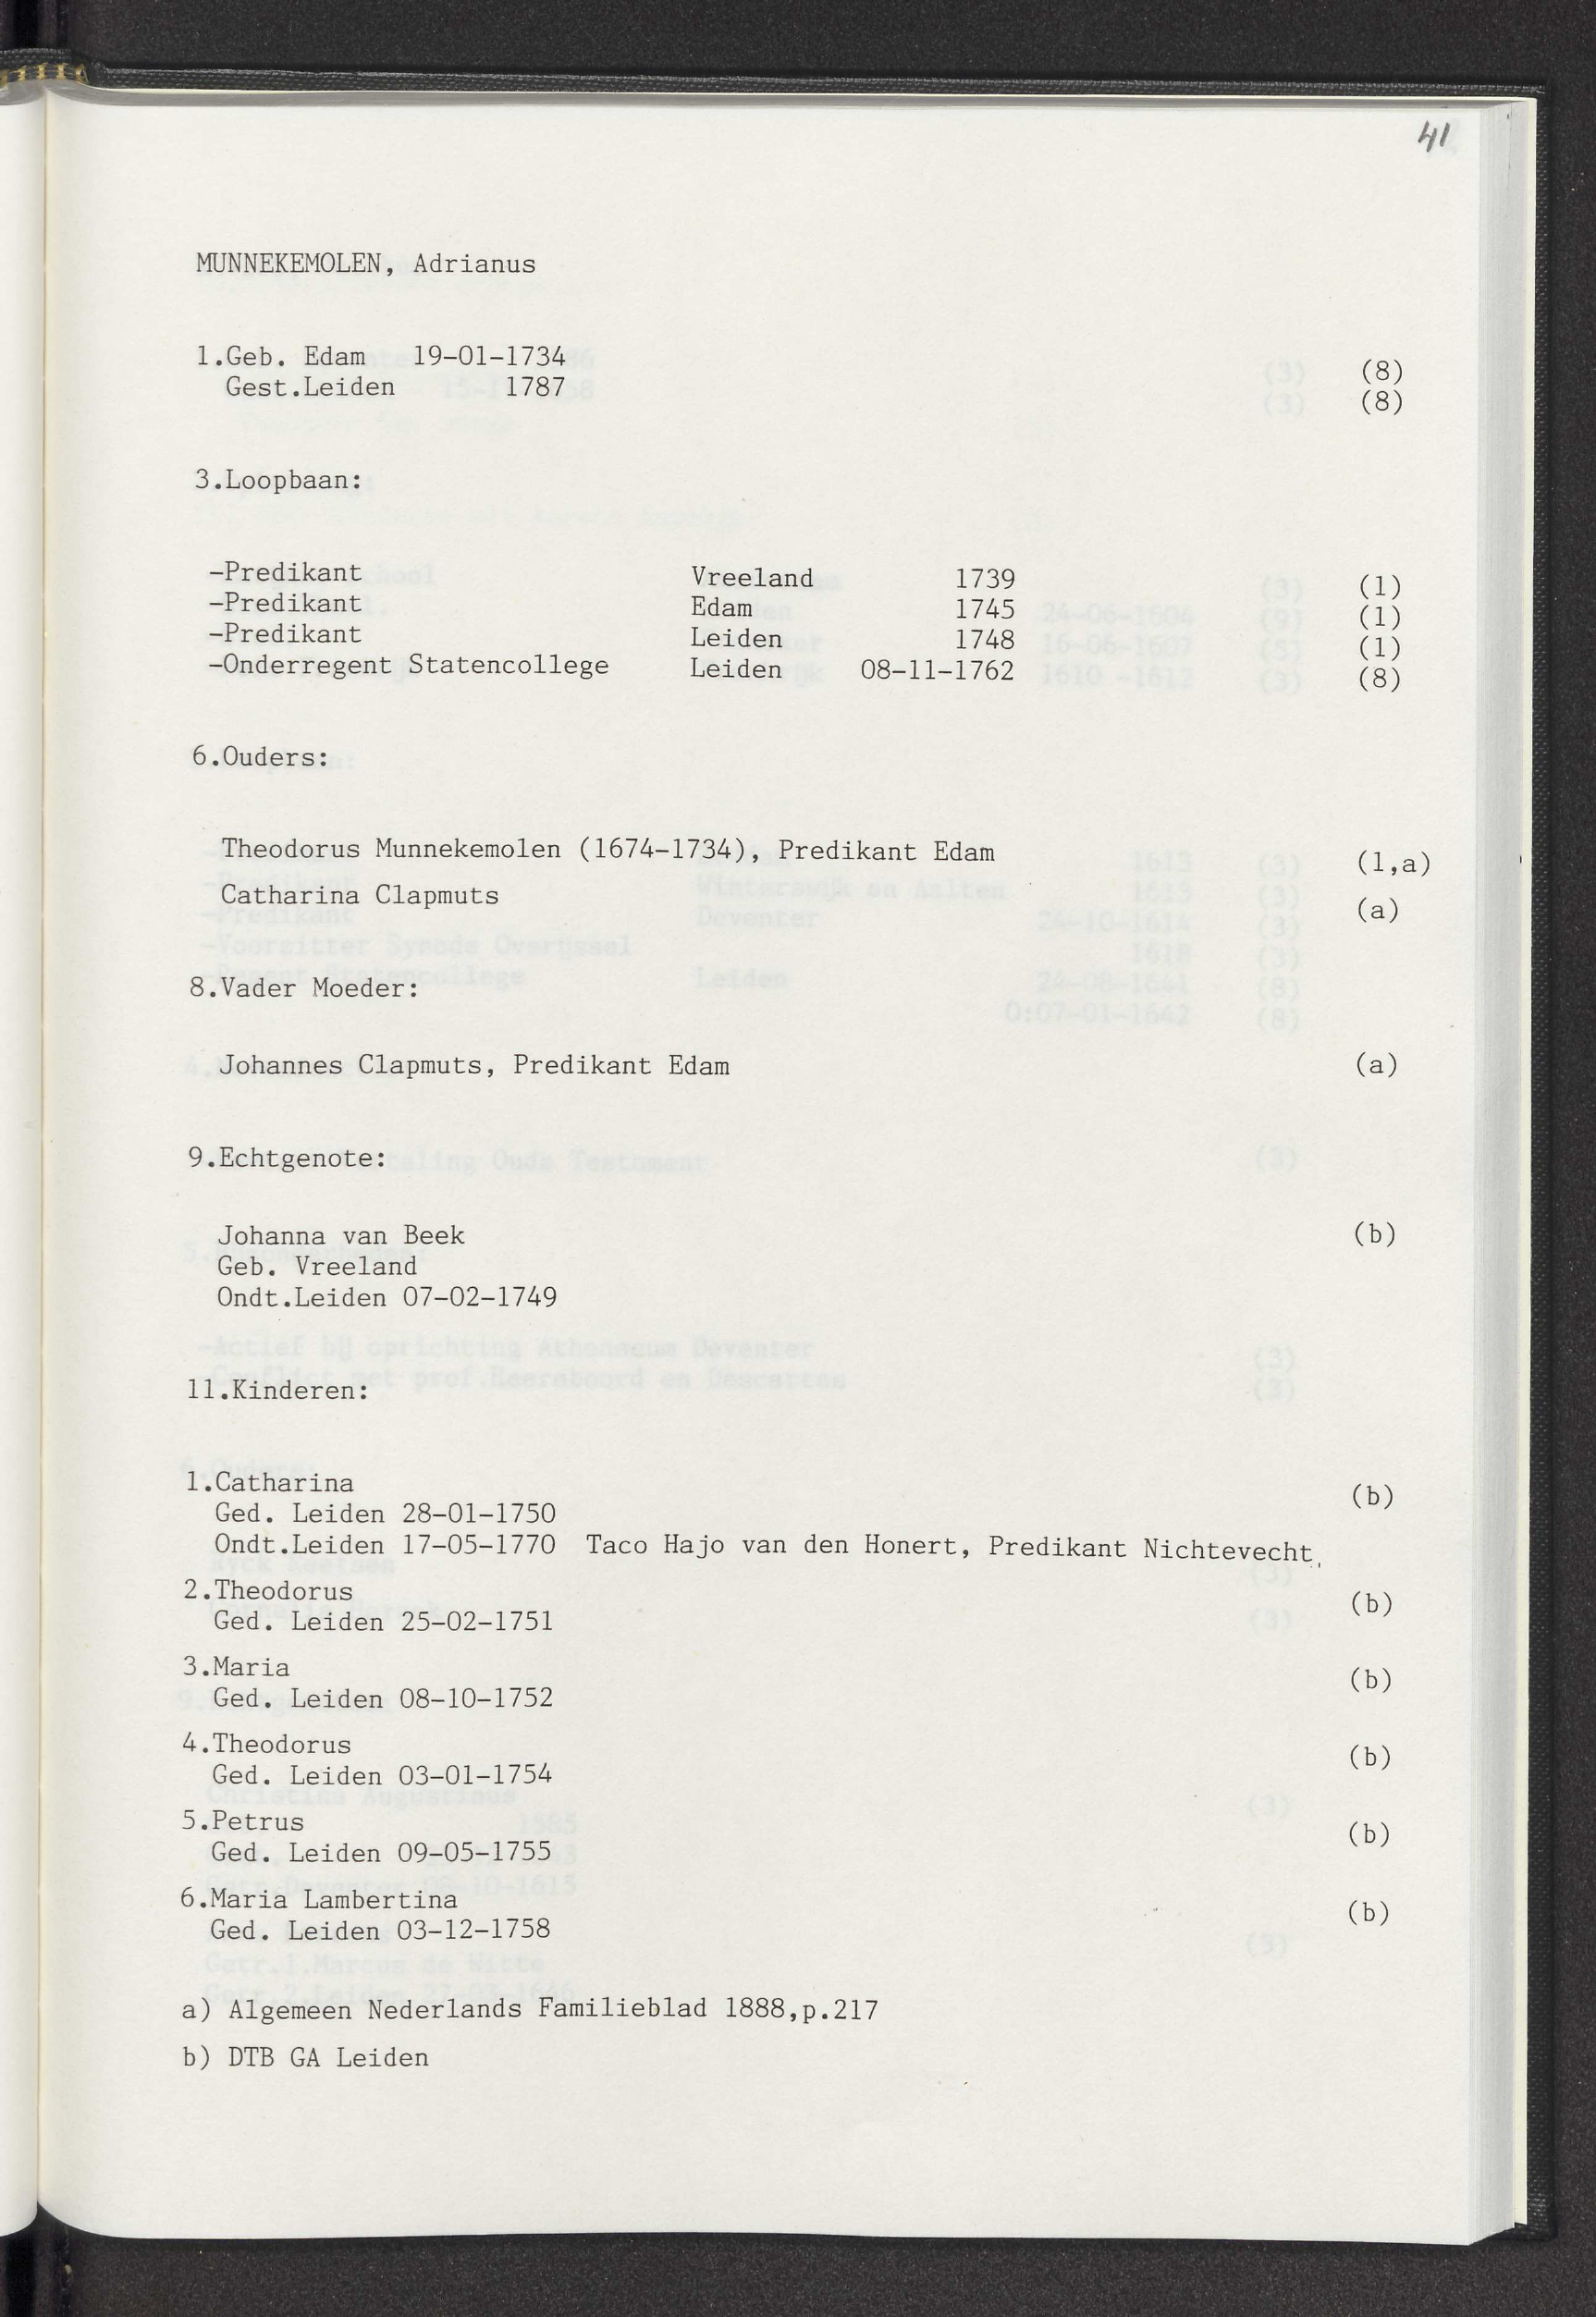 41
MUNNEKEMOLEN, Adrianus
1.Geb. Edam 19-01-1734 (8)
Gest.Leiden 1787 (8)
3.Loopbaan:
-Predikant Vreeland 1739 (1)
-Predikant Edam 1745 (1)
-Predikant Leiden 1748 (1)
-Onderregent Statencollege Leiden 08-11-1762 (8)
6.Ouders:
Theodorus Munnekemolen (1674-1734), Predikant Edam (1,a)
Catharina Clapmuts (a)
8.Vader Moeder:
Johannes Clapmuts, Predikant Edam (a)
9.Echtgenote:
Johanna van Beek (b)
Geb. Vreeland
Ondt.Leiden 07-02-1749
11.Kinderen:
1.Catharina (b)
Ged. Leiden 28-01-1750
Ondt.Leiden 17-05-1770 Taco Hajo van den Honert, Predikant Nichtevecht
2.Theodorus (b)
Ged. Leiden 25-02-1751
3.Maria (b)
Ged. Leiden 08-10-1752
4.Theodorus (b)
Ged. Leiden 03-01-1754
5.Petrus (b)
Ged. Leiden 09-05-1755
6.Maria Lambertina (b)
Ged. Leiden 03-12-1758
a) Algemeen Nederlands Familieblad 1888,p.217
b) DTB GA Leiden